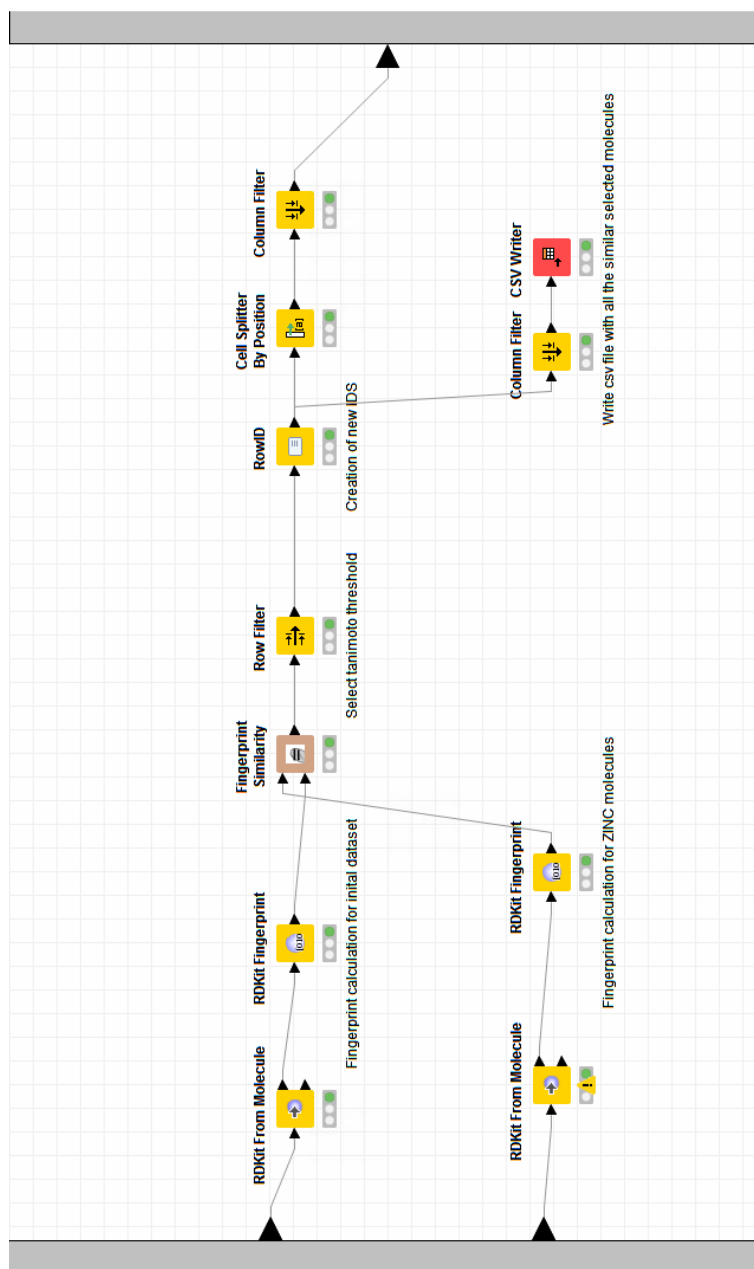 RDKit From Molecule
RDKit Fingerprint
Fingerprint calculation for inital dataset
Fingerprint
Similarity
Row Filter
Select tanimoto threshold
RowID
Creation of new IDS
Cell Splitter
By Position
Column Filter
RDKit From Molecule
RDKit Fingerprint
Fingerprint calculation for ZINC molecules
Column Filter
CSV Writer
Write csv file with all the similar selected molecules